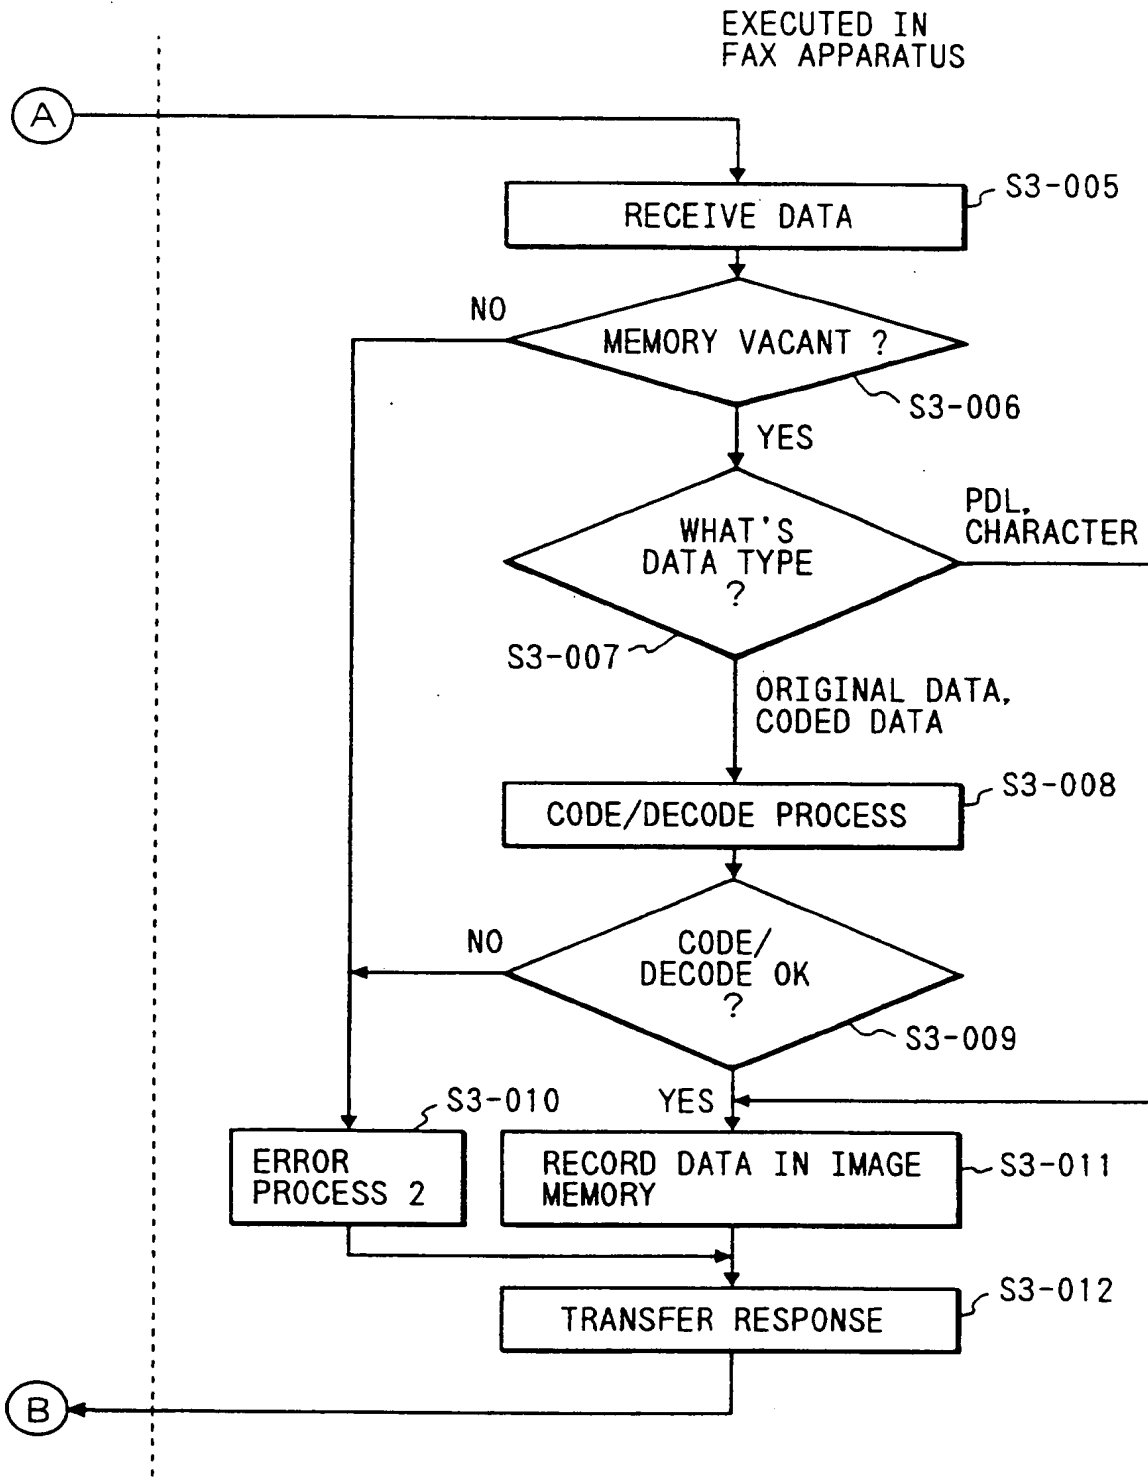 EXECUTED IN
FAX APPARATUS
A
RECEIVE DATA
S3-005
NO
MEMORY VACANT ?
S3-006
YES
WHAT'S
DATA TYPE
?
PDL,
CHARACTER
S3-007
ORIGINAL DATA,
CODED DATA
CODE/DECODE PROCESS
S3-008
NO
CODE/
DECODE OK
?
S3-009
YES
S3-010
ERROR
PROCESS 2
RECORD DATA IN IMAGE
MEMORY
S3-011
TRANSFER RESPONSE
S3-012
B